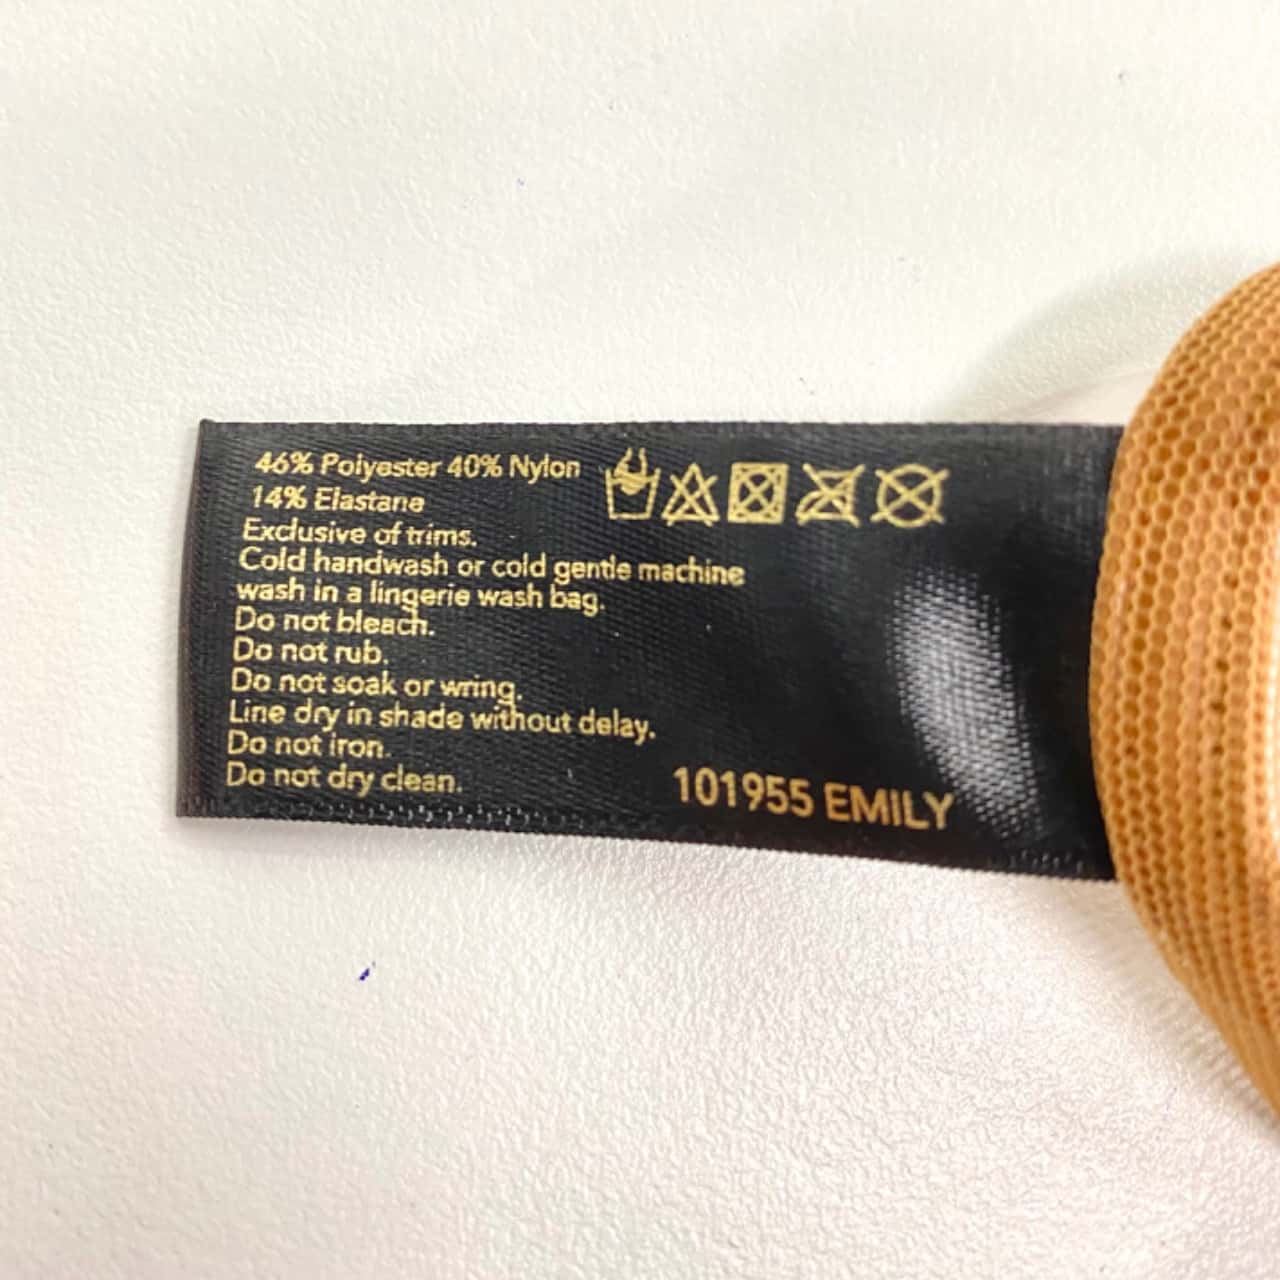 46% Polyester 40% Nylon
14% Elastane
Exclusive of trims.
Cold handwash or cold gentle machine
wash in a lingerie wash bag.
Do not bleach.
Do not rub.
Do not soak or wring.
Line dry in shade without delay.
Do not iron.
Do not dry clean.
101955 EMILY